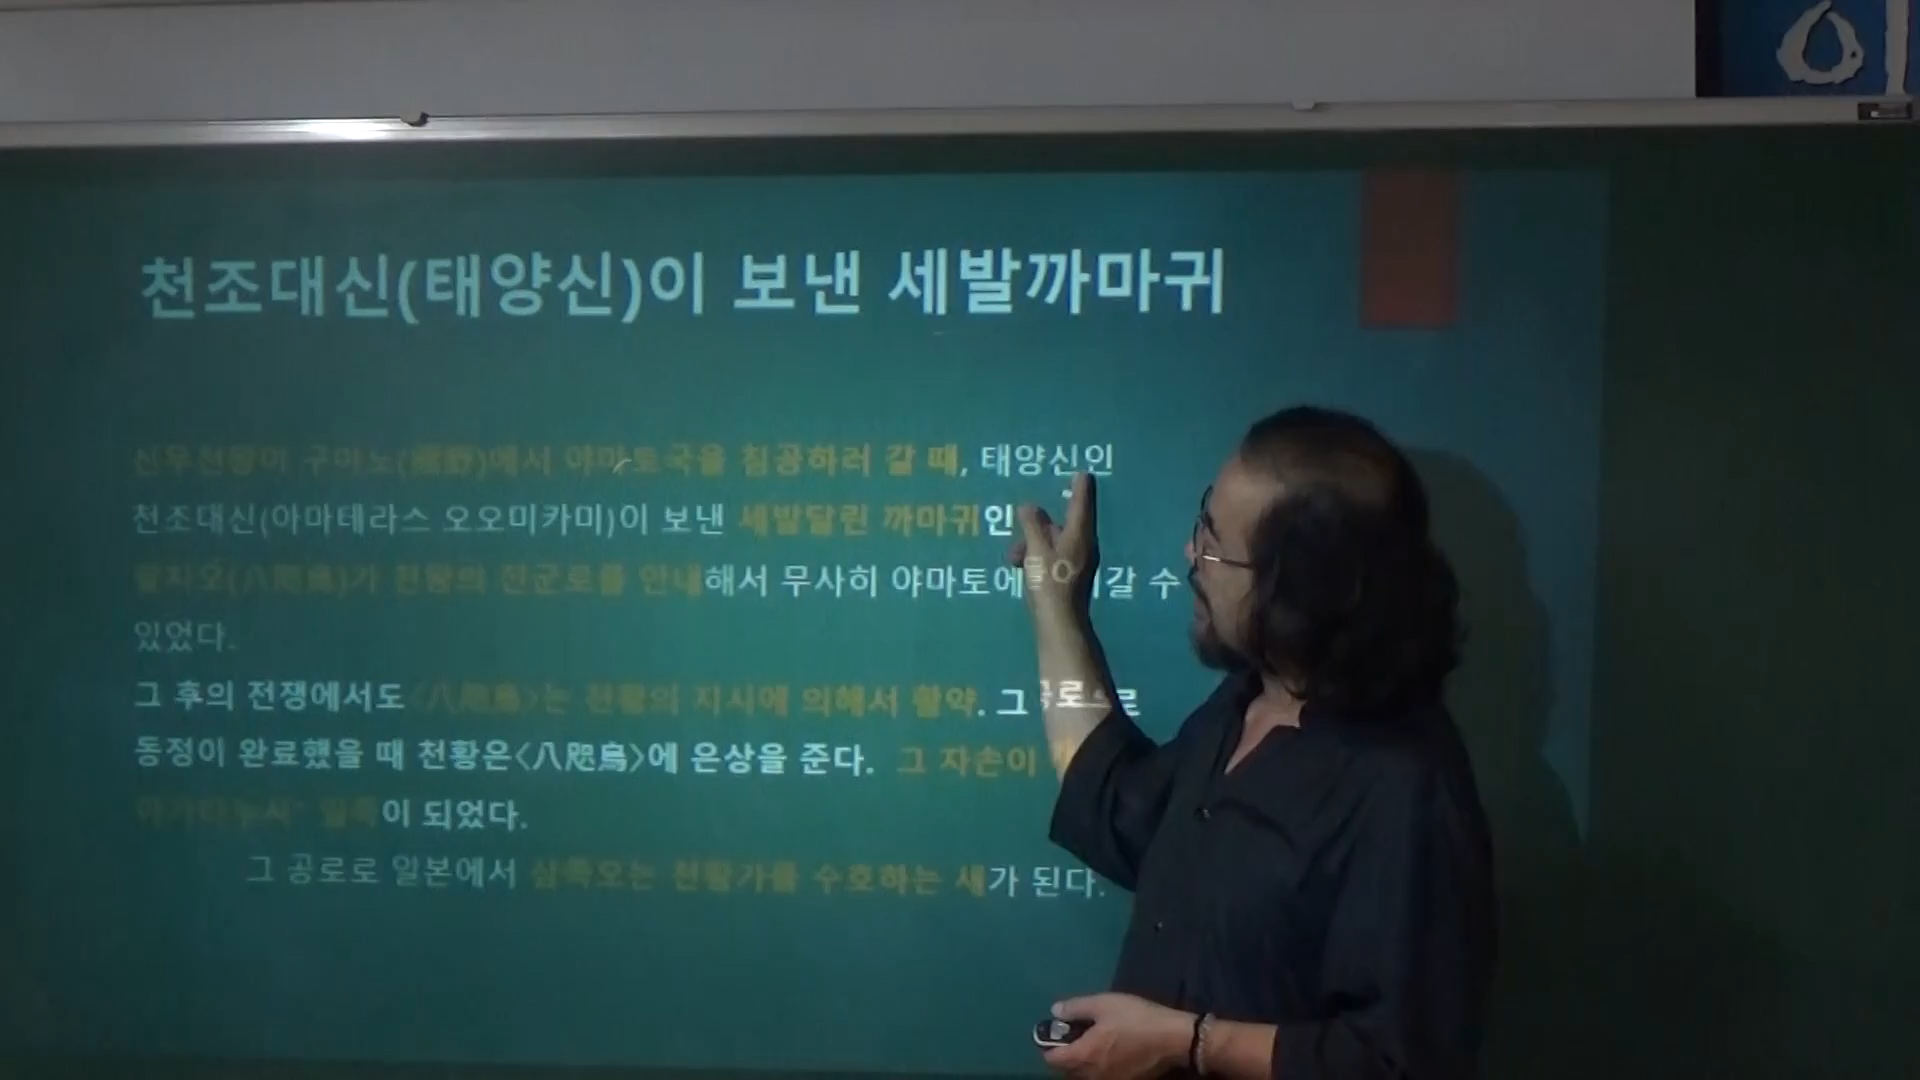 이
천조대신(태양신)이 보낸 세발까마귀
신무천황이 구마노(熊野)에서 야마토국을 침공하러 갈 때, 태양신인
천조대신(아마테라스 오오미카미)이 보낸 세발달린 까마귀인
팔지오(八咫烏)가 천황의 진군로를 안내해서 무사히 야마토에 갈 수
있었다.
그 후의 전쟁에서도 〈八咫烏〉는 천황의 지시에 의해서 활약. 그 공로로
동정이 완료했을 때 천황은〈八咫烏〉에 은상을 준다. 그 자손이
이 되었다.
그 공로로 일본에서 삼족오는 천황가를 수호하는 새가 된다.